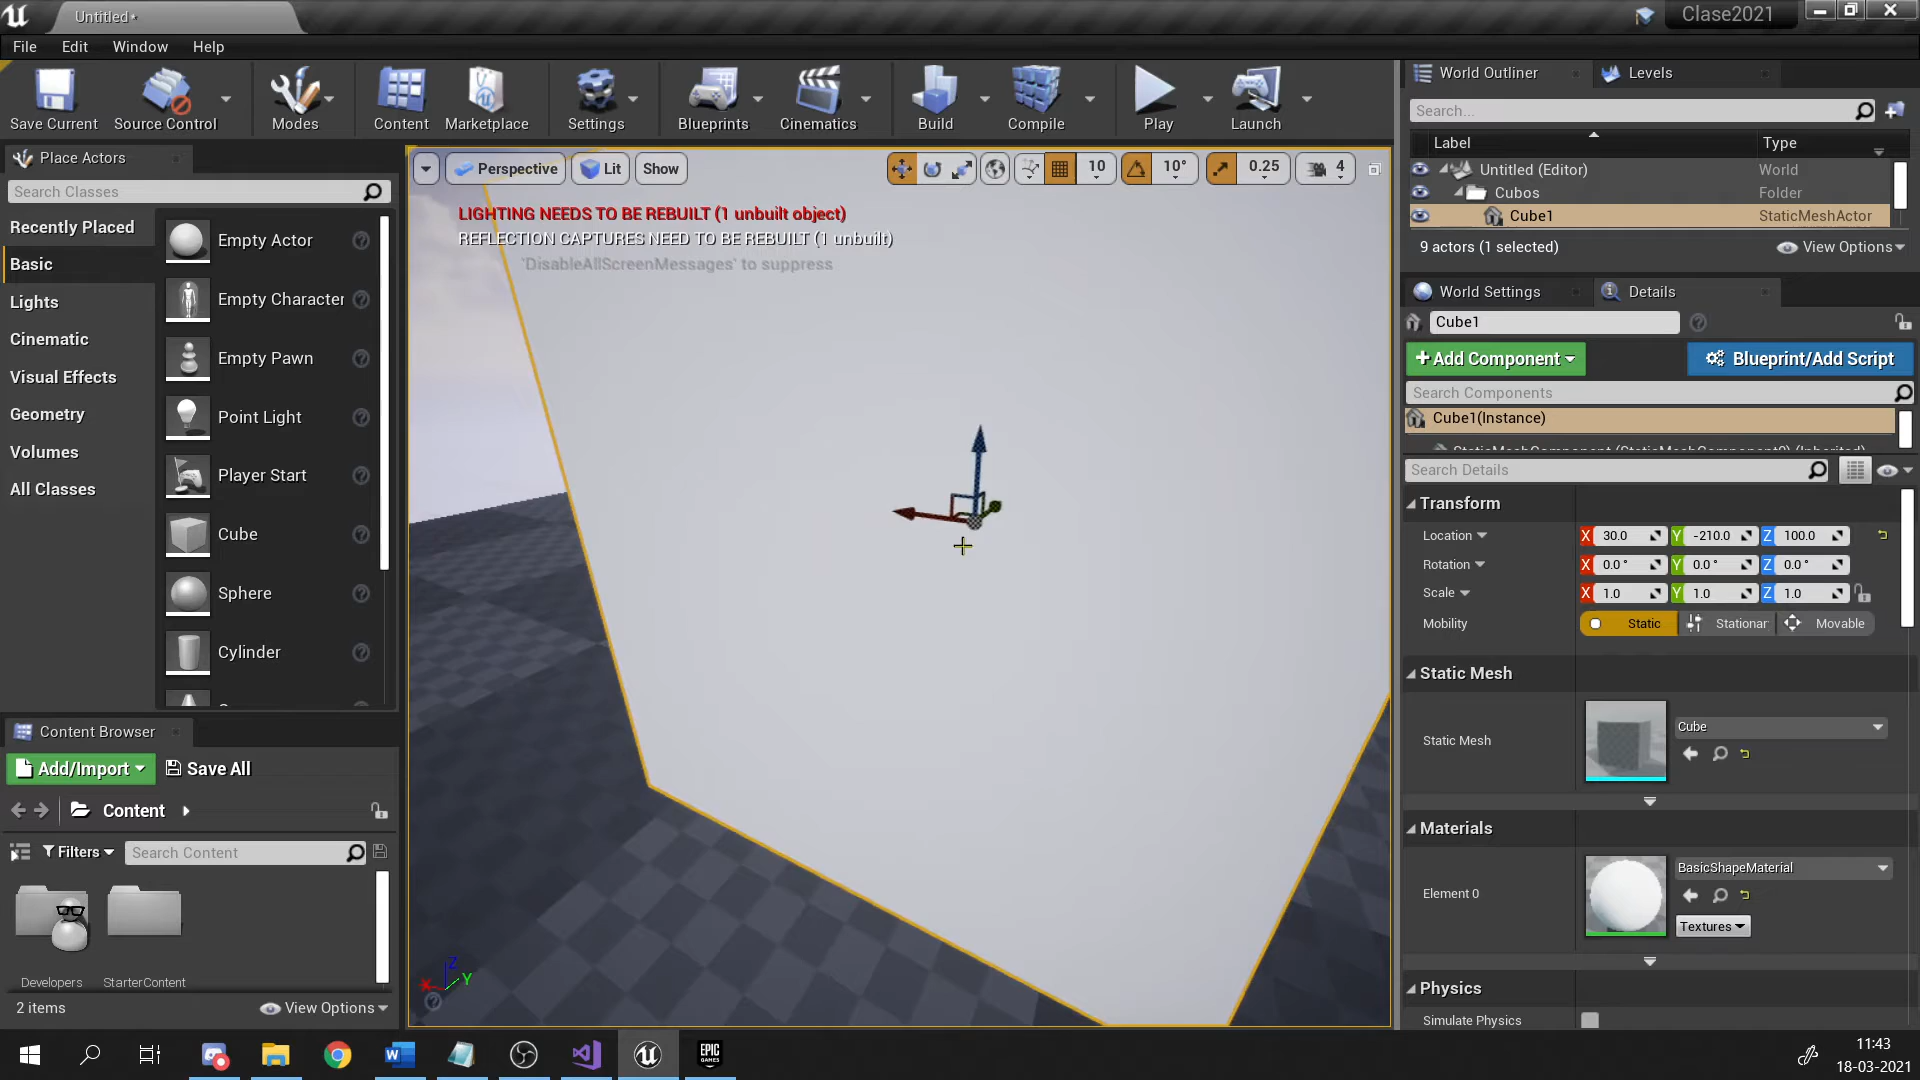 Untitled*
Clase2021
File Edit Window Help
Save Current Source Control Modes Content Marketplace Settings Blueprints Cinematics Build Compile Play Launch
Place Actors
Search Classes
Recently Placed
Basic
Lights
Cinematic
Visual Effects
Geometry
Volumes
All Classes
Empty Actor
Empty Character
Empty Pawn
Point Light
Player Start
Cube
Sphere
Cylinder
Content Browser
Add/Import Save All
Content
Filters Search Content
Developers StarterContent
2 items View Options
Perspective Lit Show 10 10° 0.25 4
LIGHTING NEEDS TO BE REBUILT (1 unbuilt object)
REFLECTION CAPTURES NEED TO BE REBUILT (1 unbuilt)
'DisableAllScreenMessages' to suppress
Z
X Y
World Outliner Levels
Search...
Label Type
Untitled (Editor) World
Cubos Folder
Cube1 StaticMeshActor
9 actors (1 selected) View Options
World Settings Details
Cube1
+Add Component Blueprint/Add Script
Search Components
Cube1(Instance)
StaticMeshComponent (StaticMeshComponent0) (Inherited)
Search Details
Transform
Location X 30.0 Y -210.0 Z 100.0
Rotation X 0.0 ° Y 0.0 ° Z 0.0 °
Scale X 1.0 Y 1.0 Z 1.0
Mobility Static Stationar Movable
Static Mesh
Static Mesh Cube
Materials
Element 0 BasicShapeMaterial
Textures
Physics
Simulate Physics
EPIC GAMES
11:43
18-03-2021